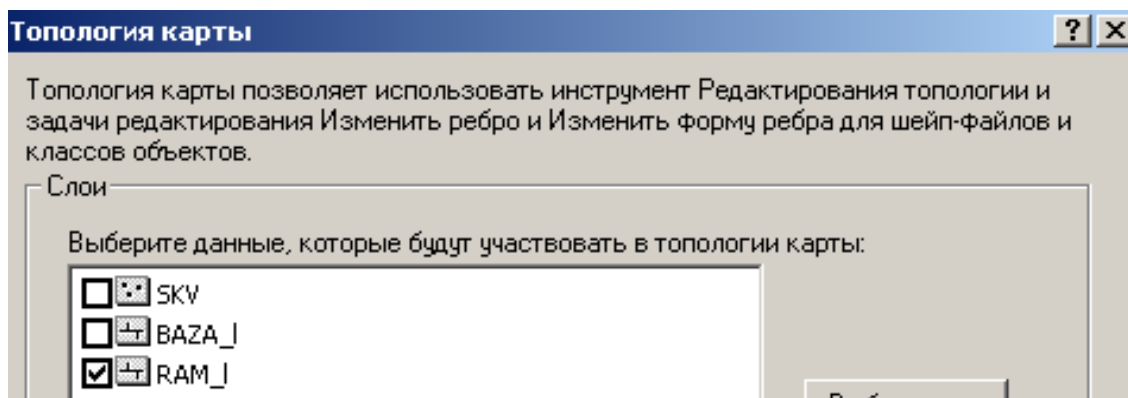 Топология карты
Топология карты позволяет использовать инструмент Редактирования топологии и
задачи редактирования Изменить ребро и Изменить форму ребра для шейп-файлов и
классов объектов.
Слои
Выберите данные, которые будут участвовать в топологии карты:
SKV
BAZA_l
RAM_l